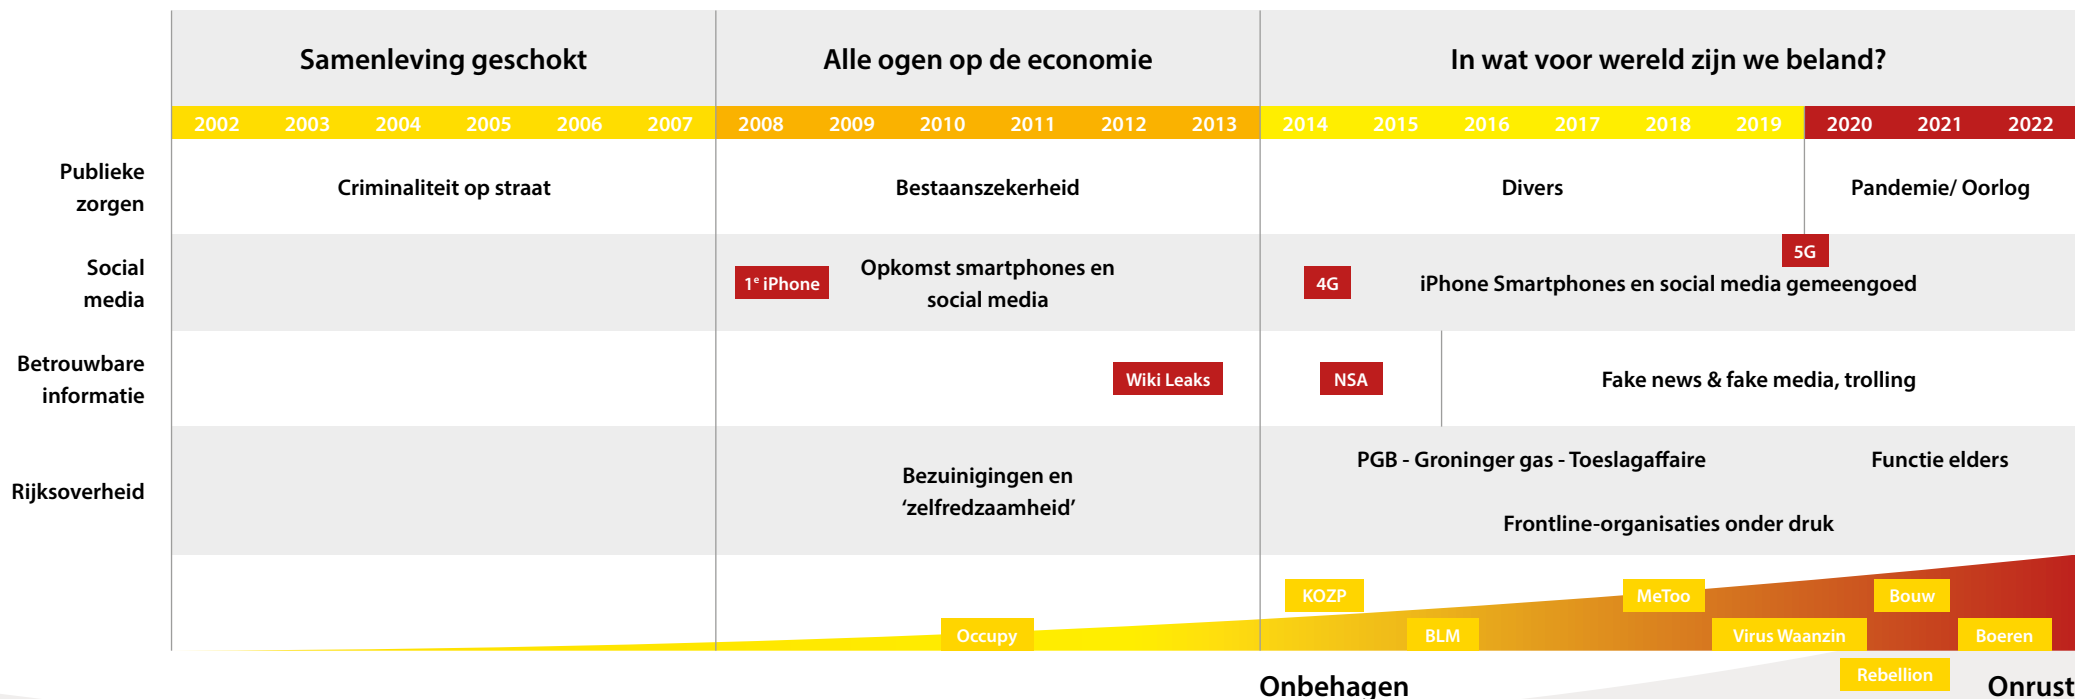 Samenleving geschokt
Alle ogen op de economie
In wat voor wereld zijn we beland?
2002 2003 2004 2005 2006 2007 2008 2009 2010 2011 2012 2013 2014 2015 2016 2017 2018 2019 2020 2021 2022
Publieke
zorgen
Criminaliteit op straat
Bestaanszekerheid
Divers
Pandemie/ Oorlog
Social
media
1e iPhone
Opkomst smartphones en
social media
4G
5G
iPhone Smartphones en social media gemeengoed
Betrouwbare
informatie
Wiki Leaks
NSA
Fake news & fake media, trolling
Rijksoverheid
Bezuinigingen en
‘zelfredzaamheid’
PGB - Groninger gas - Toeslagaffaire
Functie elders
Frontline-organisaties onder druk
KOZP
MeToo
Bouw
Occupy
BLM
Virus Waanzin
Boeren
Rebellion
Onbehagen
Onrust